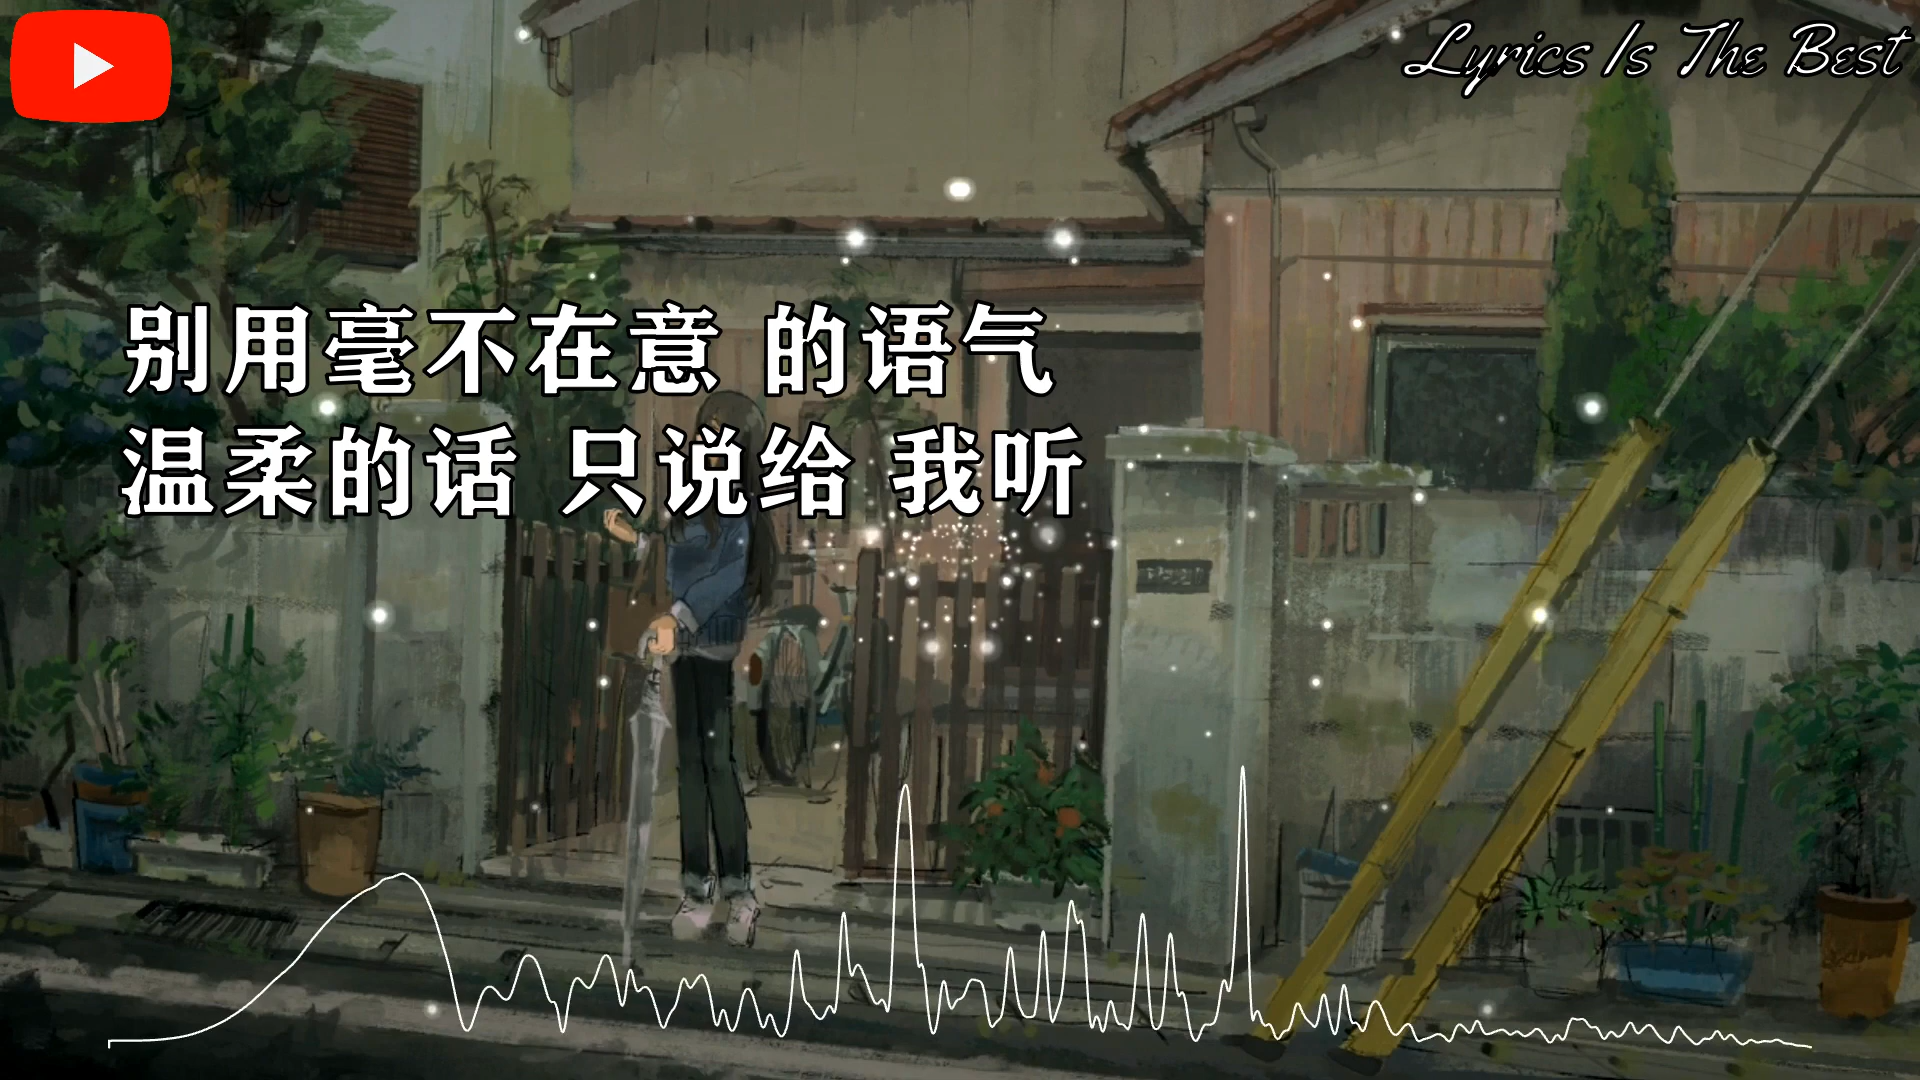 Lyrics Is The Best
别用毫不在意 的语气
温柔的话 只说给 我听